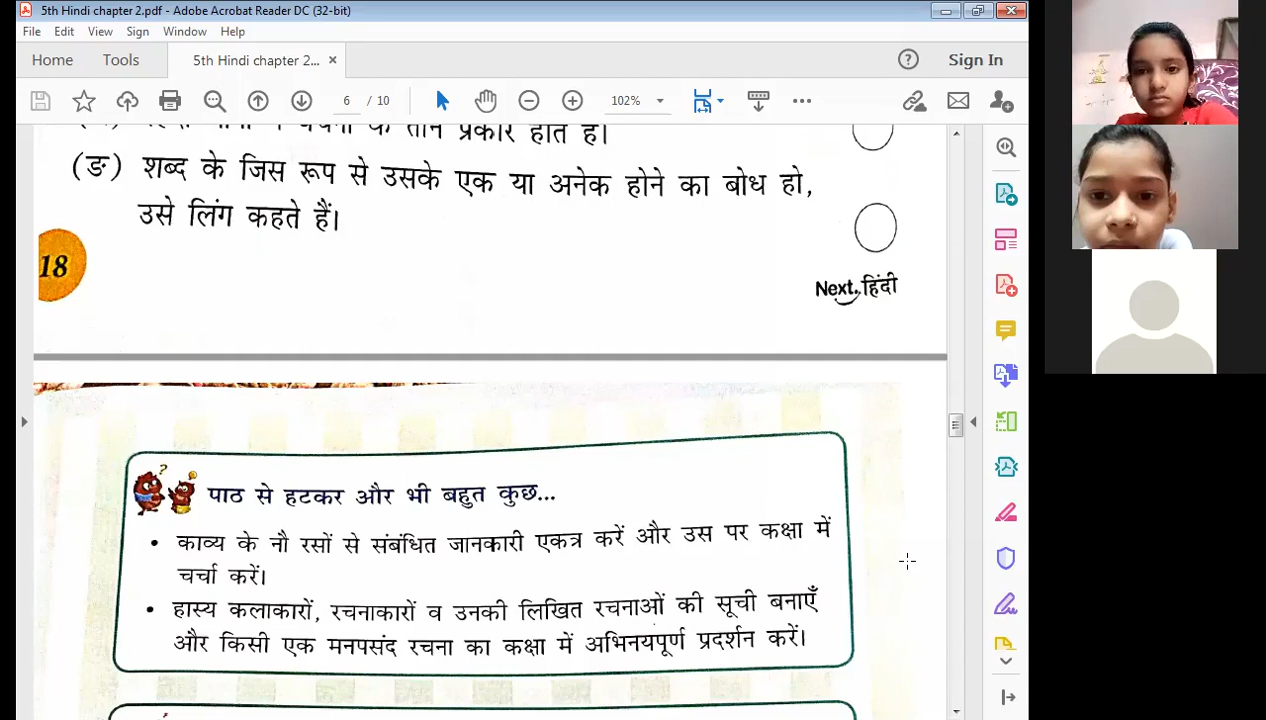 5th Hindi chapter 2.pdf - Adobe Acrobat Reader DC (32-bit)
File Edit View Sign Window Help
Home Tools 5th Hindi chapter 2... × Sign In
6 / 10 102%
के तीन प्रकार होते हैं।
(ङ) शब्द के जिस रूप से उसके एक या अनेक होने का बोध हो,
उसे लिंग कहते हैं।
18
Next.हिंदी
पाठ से हटकर और भी बहुत कुछ...
• काव्य के नौ रसों से संबंधित जानकारी एकत्र करें और उस पर कक्षा में
चर्चा करें।
• हास्य कलाकारों, रचनाकारों व उनकी लिखित रचनाओं की सूची बनाएँ
और किसी एक मनपसंद रचना का कक्षा में अभिनयपूर्ण प्रदर्शन करें।